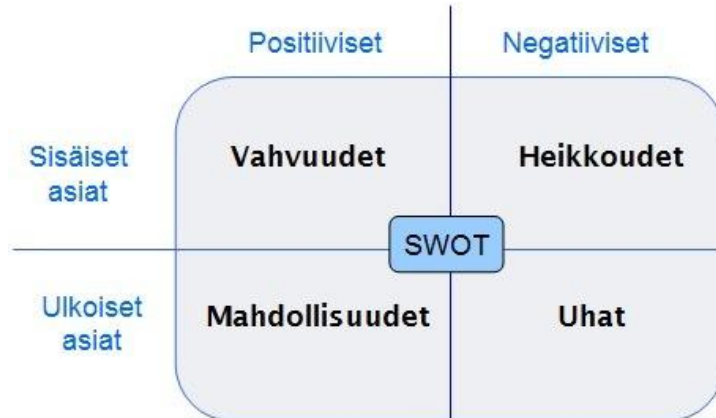 Positiiviset Negatiiviset
Sisäiset
asiat
Vahvuudet Heikkoudet
SWOT
Ulkoiset
asiat
Mahdollisuudet Uhat